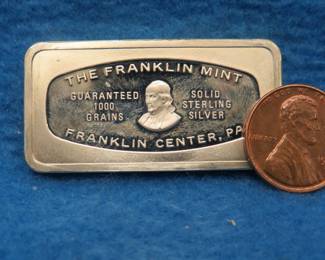 THE FRANKLIN MINT
GUARANTEED
1000
GRAINS
SOLID
STERLING
SILVER
FRANKLIN CENTER, PA